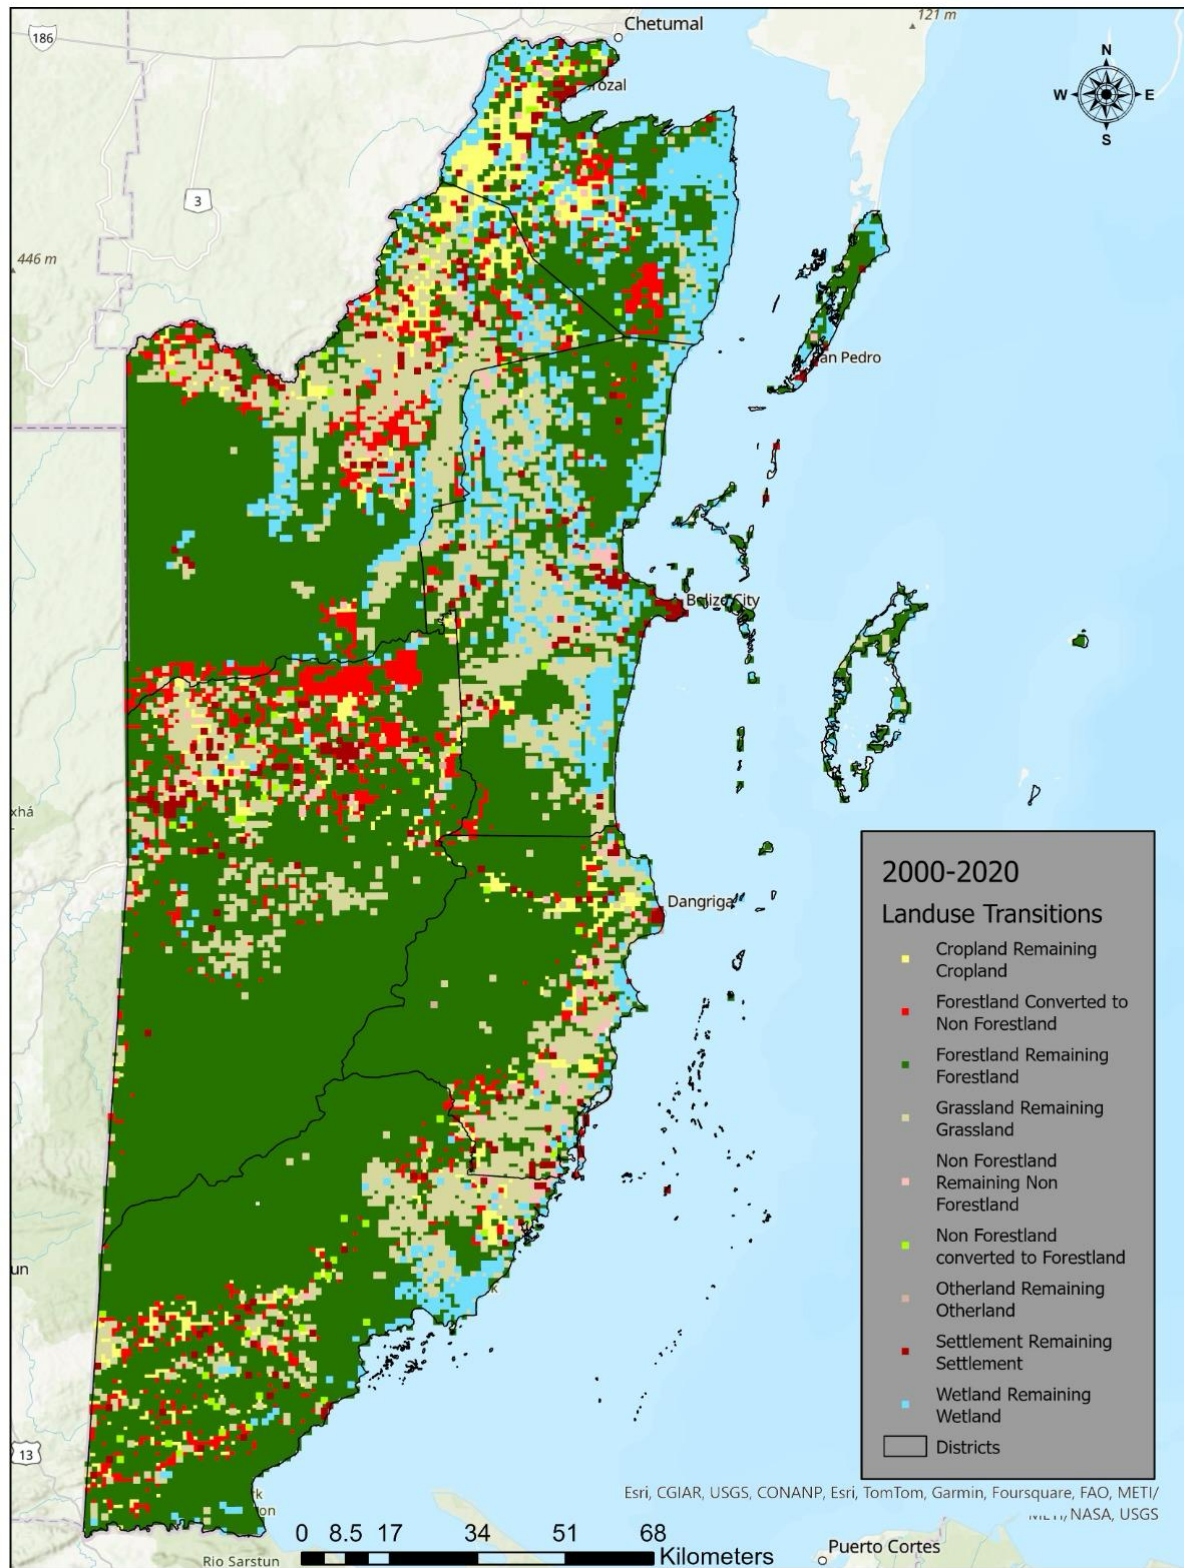 Chetumal
121 m
186
rozal
N
W E
S
3
446 m
an Pedro
Belize City
xhá
Dangriga
2000-2020
Landuse Transitions
Cropland Remaining
Cropland
Forestland Converted to
Non Forestland
Forestland Remaining
Forestland
Grassland Remaining
Grassland
Non Forestland
Remaining Non
Forestland
Non Forestland
converted to Forestland
Otherland Remaining
Otherland
Settlement Remaining
Settlement
Wetland Remaining
Wetland
Districts
un
k
13
Esri, CGIAR, USGS, CONANP, Esri, TomTom, Garmin, Foursquare, FAO, METI/
METI/NASA, USGS
rk
on
0 8.5 17 34 51 68
Kilometers
Rio Sarstun
Puerto Cortes